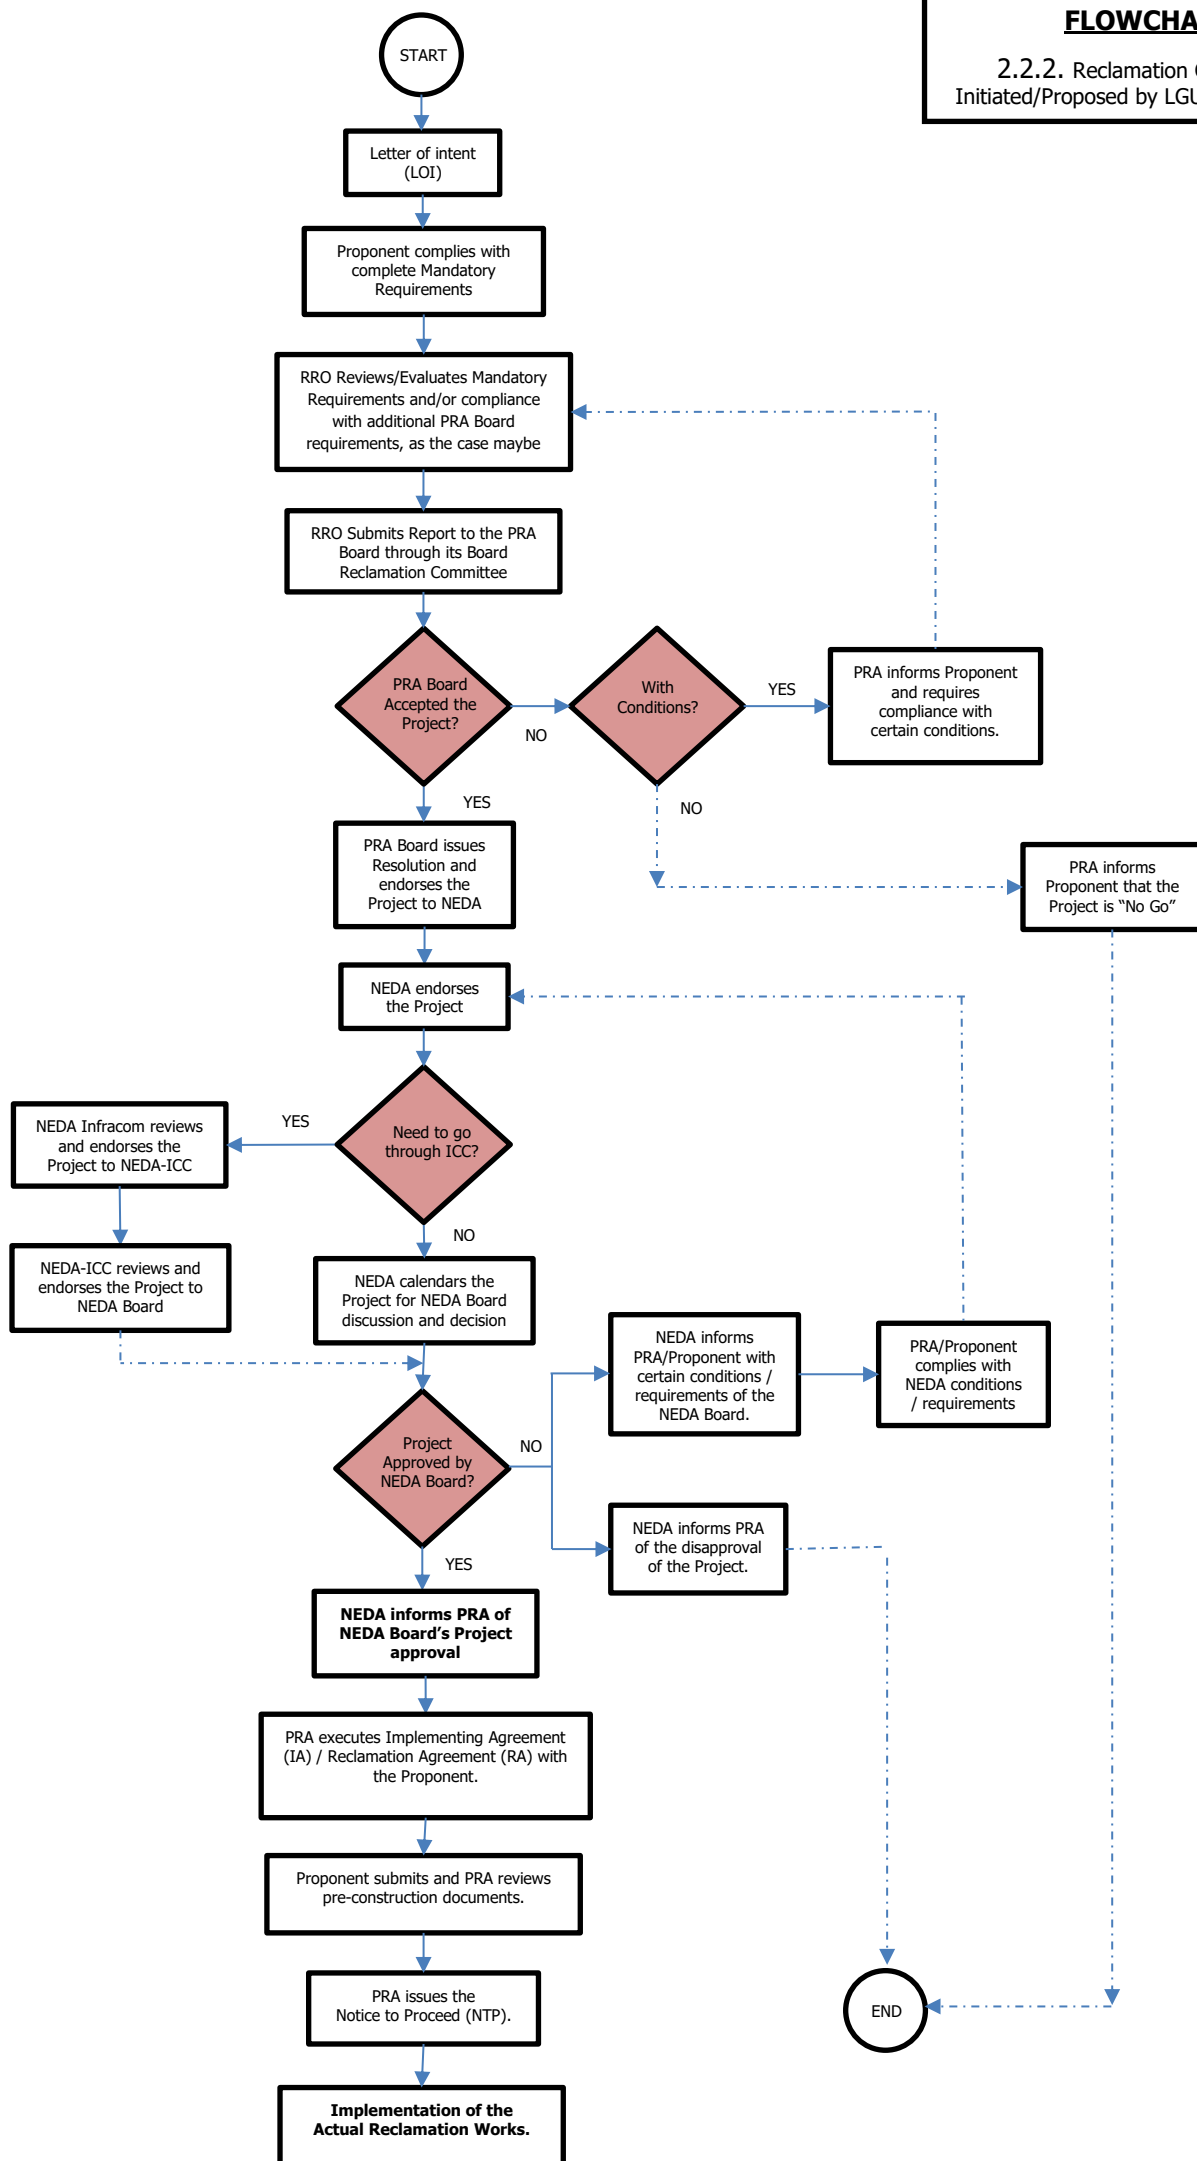 FLOWCHA
2.2.2. Reclamation
Initiated/Proposed by LGU
START
Letter of intent
(LOI)
Proponent complies with
complete Mandatory
Requirements
RRO Reviews/Evaluates Mandatory
Requirements and/or compliance
with additional PRA Board
requirements, as the case maybe
RRO Submits Report to the PRA
Board through its Board
Reclamation Committee
PRA Board
Accepted the
Project?
NO
With
Conditions?
YES
PRA informs Proponent
and requires
compliance with
certain conditions.
YES
NO
PRA Board issues
Resolution and
endorses the
Project to NEDA
PRA informs
Proponent that the
Project is “No Go”
NEDA endorses
the Project
Need to go
through ICC?
YES
NEDA Infracom reviews
and endorses the
Project to NEDA-ICC
NO
NEDA-ICC reviews and
endorses the Project to
NEDA Board
NEDA calendars the
Project for NEDA Board
discussion and decision
NEDA informs
PRA/Proponent with
certain conditions /
requirements of the
NEDA Board.
PRA/Proponent
complies with
NEDA conditions
/ requirements
Project
Approved by
NEDA Board?
NO
NEDA informs PRA
of the disapproval
of the Project.
YES
NEDA informs PRA of
NEDA Board’s Project
approval
PRA executes Implementing Agreement
(IA) / Reclamation Agreement (RA) with
the Proponent.
Proponent submits and PRA reviews
pre-construction documents.
PRA issues the
Notice to Proceed (NTP).
END
Implementation of the
Actual Reclamation Works.